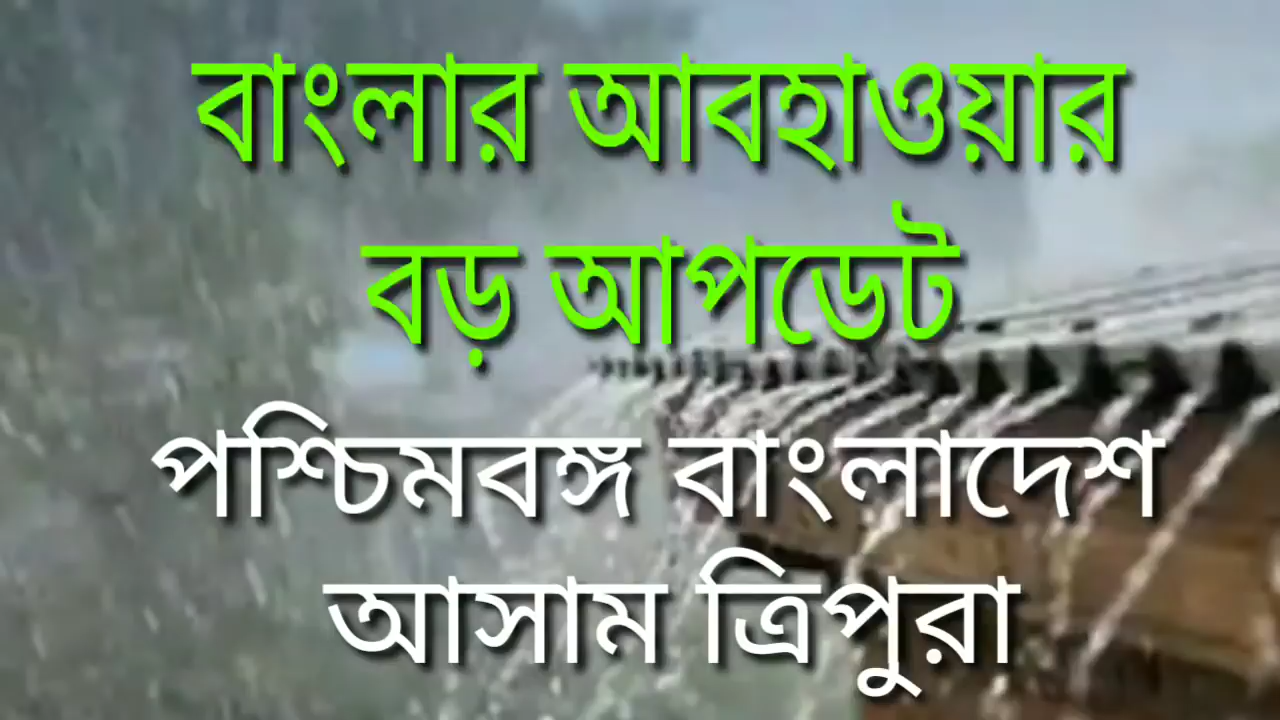 বাংলার আবহাওয়ার
বড় আপডেট
পশ্চিমবঙ্গ বাংলাদেশ
আসাম ত্রিপুরা